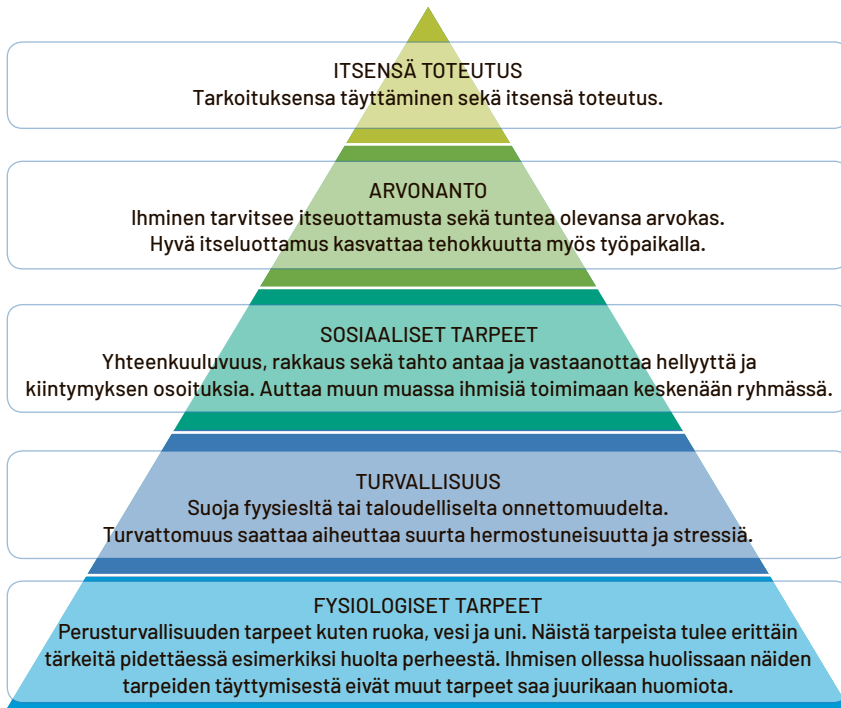 ITSENSÄ TOTEUTUS
Tarkoituksensa täyttäminen sekä itsensä toteutus.
ARVONANTO
Ihminen tarvitsee itseuottamusta sekä tuntea olevansa arvokas.
Hyvä itseluottamus kasvattaa tehokkuutta myös työpaikalla.
SOSIAALISET TARPEET
Yhteenkuuluvuus, rakkaus sekä tahto antaa ja vastaanottaa hellyyttä ja
kiintymyksen osoituksia. Auttaa muun muassa ihmisiä toimimaan keskenään ryhmässä.
TURVALLISUUS
Suoja fyysiesltä tai taloudelliselta onnettomuudelta.
Turvattomuus saattaa aiheuttaa suurta hermostuneisuutta ja stressiä.
FYSIOLOGISET TARPEET
Perusturvallisuuden tarpeet kuten ruoka, vesi ja uni. Näistä tarpeista tulee erittäin
tärkeitä pidettäessä esimerkiksi huolta perheestä. Ihmisen ollessa huolissaan näiden
tarpeiden täyttymisestä eivät muut tarpeet saa juurikaan huomiota.